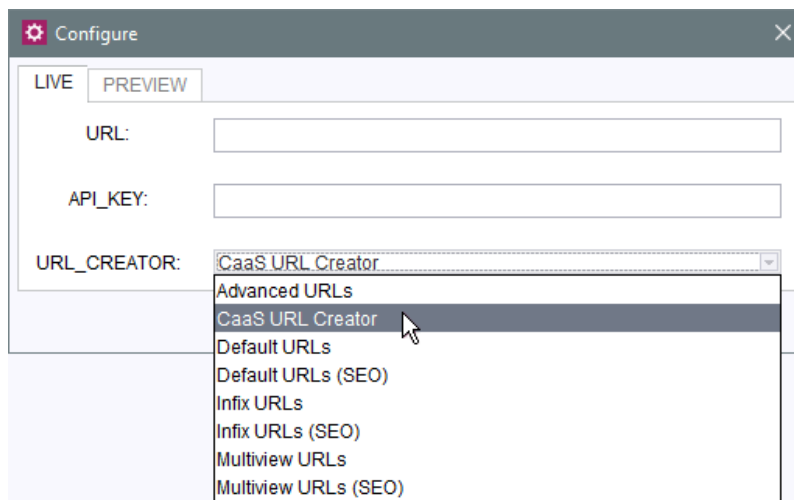 Configure
LIVE PREVIEW
URL:
API_KEY:
URL_CREATOR: CaaS URL Creator
Advanced URLs
CaaS URL Creator
Default URLs
Default URLs (SEO)
Infix URLs
Infix URLs (SEO)
Multiview URLs
Multiview URLs (SEO)